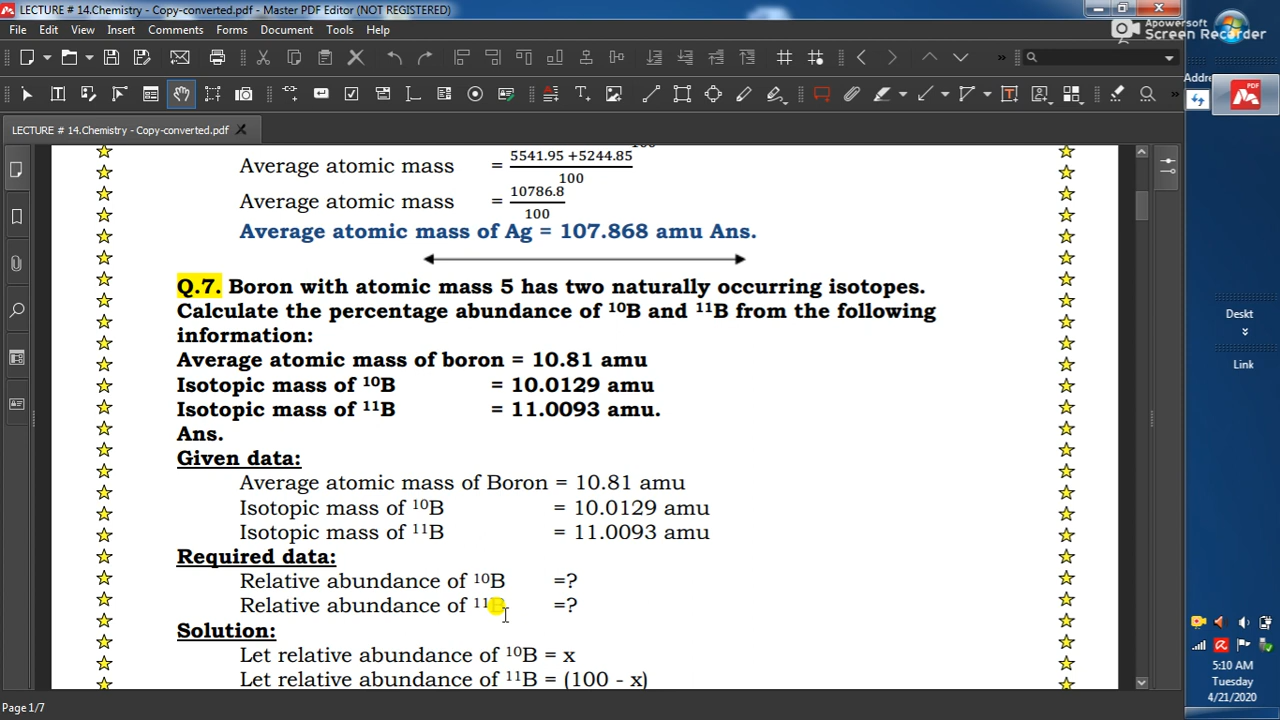 LECTURE # 14.Chemistry - Copy-converted.pdf - Master PDF Editor (NOT REGISTERED)
Apowersoft
Screen Recorder
File Edit View Insert Comments Forms Document Tools Help
Addre
PDF
LECTURE # 14.Chemistry - Copy-converted.pdf
Average atomic mass = 5541.95 +5244.85
100
Average atomic mass = 10786.8
100
Average atomic mass of Ag = 107.868 amu Ans.
Q.7. Boron with atomic mass 5 has two naturally occurring isotopes.
Calculate the percentage abundance of ¹⁰B and ¹¹B from the following
information:
Average atomic mass of boron = 10.81 amu
Isotopic mass of ¹⁰B = 10.0129 amu
Isotopic mass of ¹¹B = 11.0093 amu.
Ans.
Given data:
Average atomic mass of Boron = 10.81 amu
Isotopic mass of ¹⁰B = 10.0129 amu
Isotopic mass of ¹¹B = 11.0093 amu
Required data:
Relative abundance of ¹⁰B =?
Relative abundance of ¹¹B =?
Solution:
Let relative abundance of ¹⁰B = x
Let relative abundance of ¹¹B = (100 - x)
Deskt
Link
5:10 AM
Tuesday
4/21/2020
Page 1/7